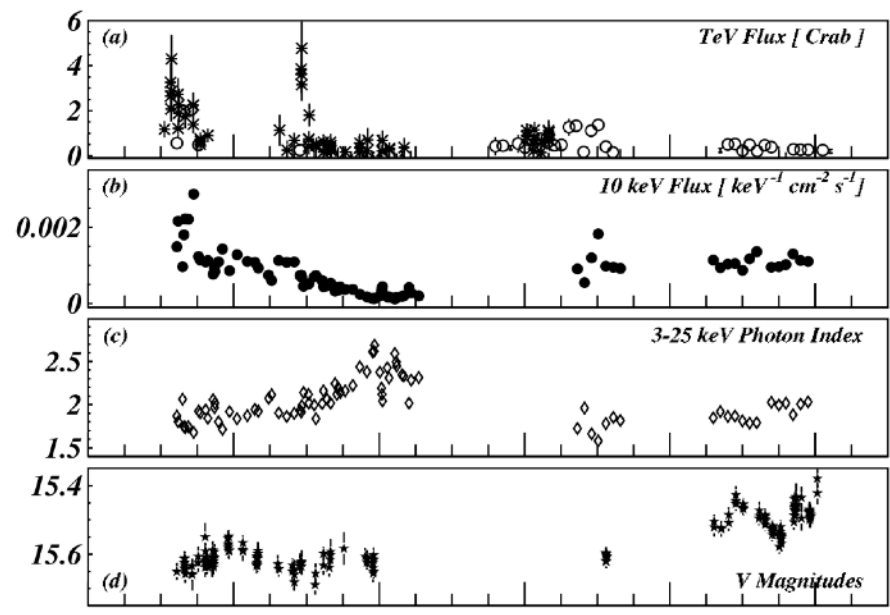 6
(a)
TeV Flux [ Crab ]
4
2
0
(b)
10 keV Flux [ keV⁻¹ cm⁻² s⁻¹ ]
0.002
0
(c)
3-25 keV Photon Index
2.5
2
1.5
15.4
15.6
(d)
V Magnitudes